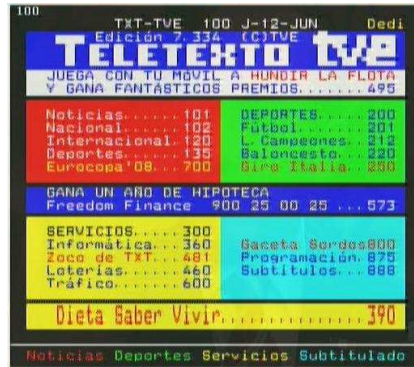 100
TXT-TVE 100 J-12-JUN Dedi
Edición 7.334 (C)TVE
TELETEXTO tve
JUEGA CON TU MÓVIL A HUNDIR LA FLOTA
Y GANA FANTÁSTICOS PREMIOS.......495
Noticias......101
Nacional......102
Internacional.120
Deportes......135
Eurocopa'08...700
DEPORTES......200
Fútbol........201
L.Campeones...212
Baloncesto....220
Giro Italia...250
GANA UN AÑO DE HIPOTECA
Freedom Finance 900 25 00 25 ...573
SERVICIOS.....300
Informática...360
Zoco de TXT...481
Loterías......460
Tráfico.......600
Gaceta Sordos800
Programación.875
Subtítulos...888
Dieta Saber Vivir..............390
Noticias Deportes Servicios Subtitulado